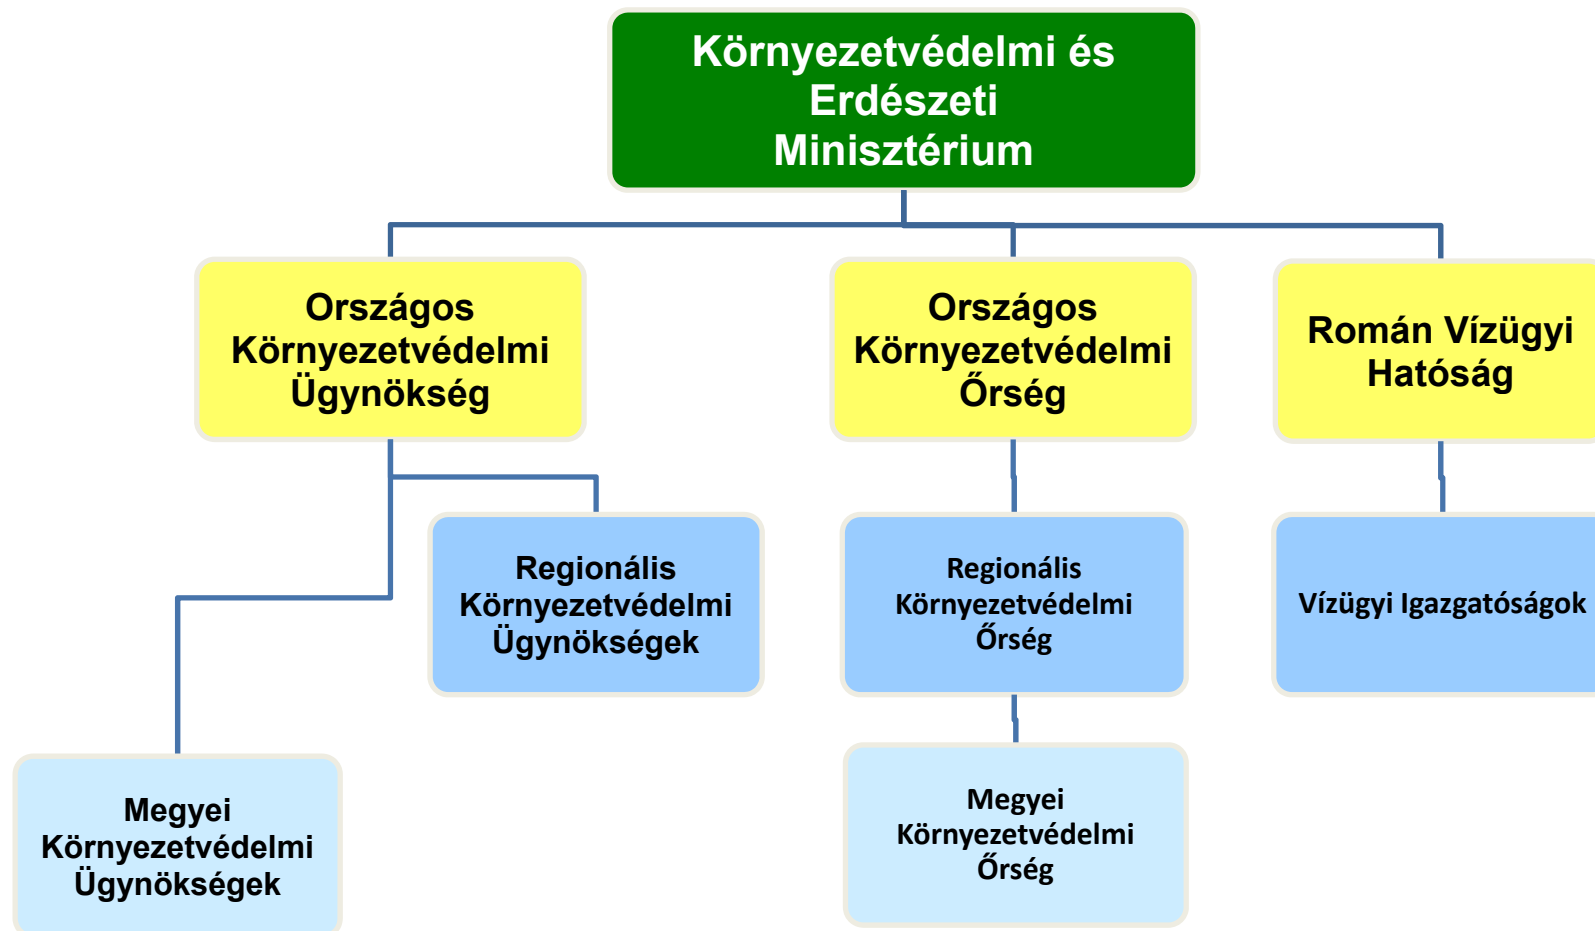 Környezetvédelmi és
Erdészeti
Minisztérium
Országos
Környezetvédelmi
Ügynökség
Országos
Környezetvédelmi
Őrség
Román Vízügyi
Hatóság
Regionális
Környezetvédelmi
Ügynökségek
Regionális
Környezetvédelmi
Őrség
Vízügyi Igazgatóságok
Megyei
Környezetvédelmi
Ügynökségek
Megyei
Környezetvédelmi
Őrség